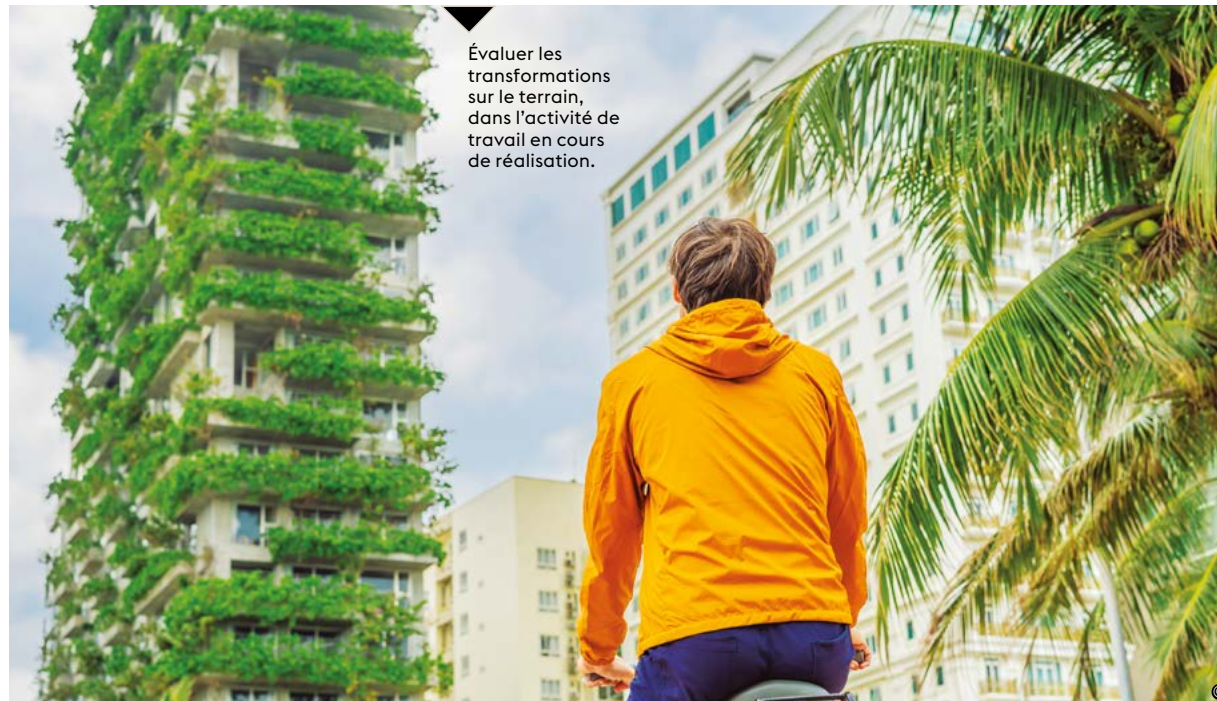 Évaluer les
transformations
sur le terrain,
dans l’activité de
travail en cours
de réalisation.
©